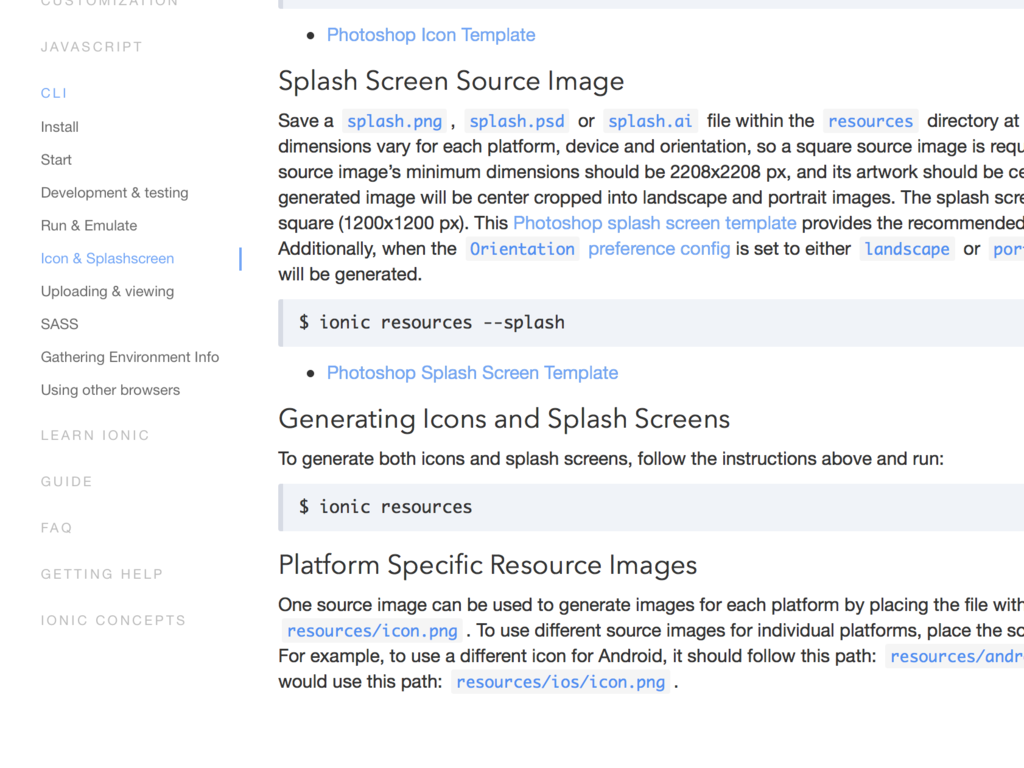 CUSTOMIZATION
JAVASCRIPT
CLI
Install
Start
Development & testing
Run & Emulate
Icon & Splashscreen
Uploading & viewing
SASS
Gathering Environment Info
Using other browsers
LEARN IONIC
GUIDE
FAQ
GETTING HELP
IONIC CONCEPTS
Photoshop Icon Template
Splash Screen Source Image
Save a splash.png , splash.psd or splash.ai file within the resources directory at
dimensions vary for each platform, device and orientation, so a square source image is requ
source image’s minimum dimensions should be 2208x2208 px, and its artwork should be ce
generated image will be center cropped into landscape and portrait images. The splash scre
square (1200x1200 px). This Photoshop splash screen template provides the recommended
Additionally, when the Orientation preference config is set to either landscape or por
will be generated.
$ ionic resources --splash
Photoshop Splash Screen Template
Generating Icons and Splash Screens
To generate both icons and splash screens, follow the instructions above and run:
$ ionic resources
Platform Specific Resource Images
One source image can be used to generate images for each platform by placing the file with
resources/icon.png . To use different source images for individual platforms, place the so
For example, to use a different icon for Android, it should follow this path: resources/andr
would use this path: resources/ios/icon.png .